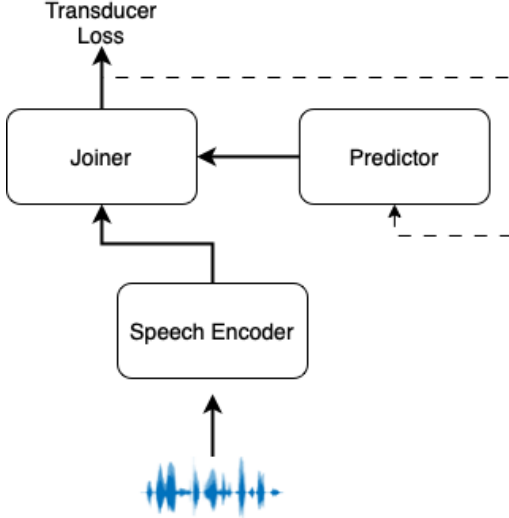 Transducer
Loss
Joiner
Predictor
Speech Encoder